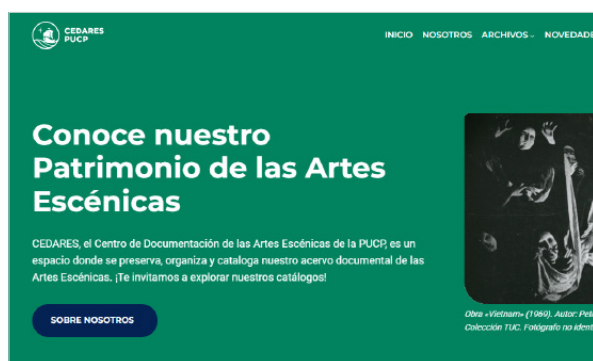 CEDARES
PUCP
INICIO NOSOTROS ARCHIVOS NOVEDADE
Conoce nuestro
Patrimonio de las Artes
Escénicas
CEDARES, el Centro de Documentación de las Artes Escénicas de la PUCP, es un
espacio donde se preserva, organiza y cataloga nuestro acervo documental de las
Artes Escénicas. ¡Te invitamos a explorar nuestros catálogos!
SOBRE NOSOTROS
Obra «Vietnam» (1969). Autor: Pet
Colección TUC. Fotógrafo no ident